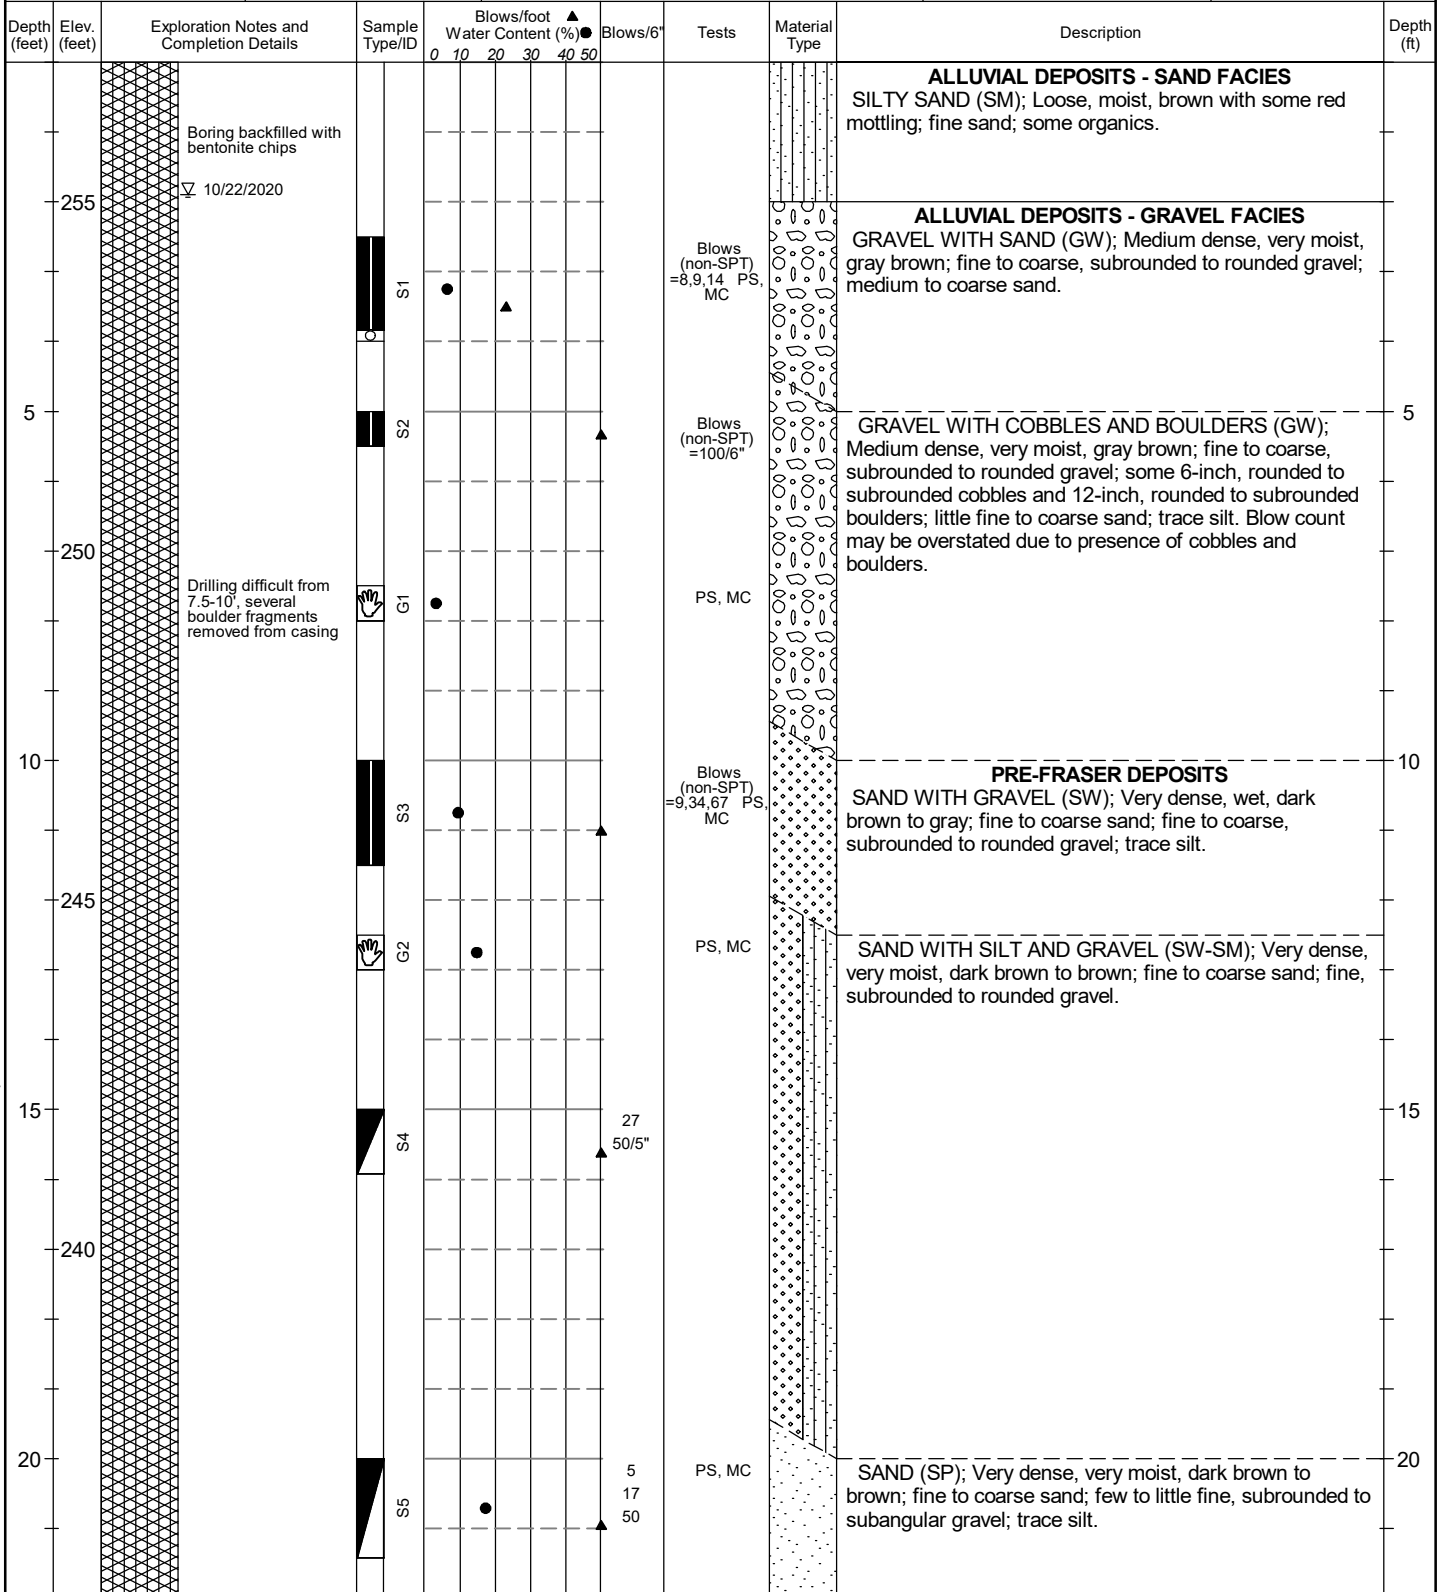 Depth
(feet)
Elev.
(feet)
Exploration Notes and
Completion Details
Sample
Type/ID
Blows/foot ▲
Water Content (%) ●
0 10 20 30 40 50
Blows/6"
Tests
Material
Type
Description
Depth
(ft)
ALLUVIAL DEPOSITS - SAND FACIES
SILTY SAND (SM); Loose, moist, brown with some red
mottling; fine sand; some organics.
Boring backfilled with
bentonite chips
10/22/2020
255
ALLUVIAL DEPOSITS - GRAVEL FACIES
GRAVEL WITH SAND (GW); Medium dense, very moist,
gray brown; fine to coarse, subrounded to rounded gravel;
medium to coarse sand.
S1
Blows
(non-SPT)
=8,9,14 PS,
MC
5
S2
Blows
(non-SPT)
=100/6"
GRAVEL WITH COBBLES AND BOULDERS (GW);
Medium dense, very moist, gray brown; fine to coarse,
subrounded to rounded gravel; some 6-inch, rounded to
subrounded cobbles and 12-inch, rounded to subrounded
boulders; little fine to coarse sand; trace silt. Blow count
may be overstated due to presence of cobbles and
boulders.
5
250
Drilling difficult from
7.5-10', several
boulder fragments
removed from casing
G1
PS, MC
10
S3
Blows
(non-SPT)
=9,34,67 PS,
MC
PRE-FRASER DEPOSITS
SAND WITH GRAVEL (SW); Very dense, wet, dark
brown to gray; fine to coarse sand; fine to coarse,
subrounded to rounded gravel; trace silt.
10
245
G2
PS, MC
SAND WITH SILT AND GRAVEL (SW-SM); Very dense,
very moist, dark brown to brown; fine to coarse sand; fine,
subrounded to rounded gravel.
15
S4
27
50/5"
15
240
20
S5
5
17
50
PS, MC
SAND (SP); Very dense, very moist, dark brown to
brown; fine to coarse sand; few to little fine, subrounded to
subangular gravel; trace silt.
20